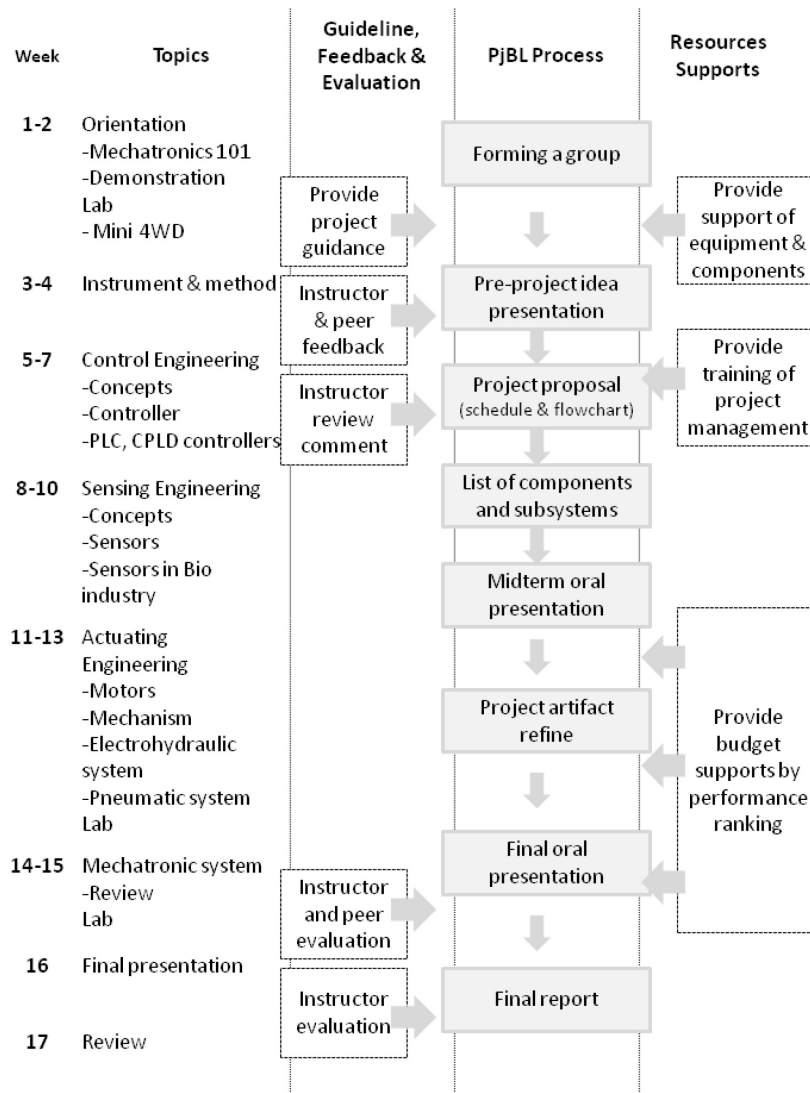 Week
Topics
Guideline,
Feedback &
Evaluation
PjBL Process
Resources
Supports
1-2
Orientation
-Mechatronics 101
-Demonstration
Lab
- Mini 4WD
3-4
Instrument & method
5-7
Control Engineering
-Concepts
-Controller
-PLC, CPLD controllers
8-10
Sensing Engineering
-Concepts
-Sensors
-Sensors in Bio
industry
11-13
Actuating
Engineering
-Motors
-Mechanism
-Electrohydraulic
system
-Pneumatic system
Lab
14-15
Mechatronic system
-Review
Lab
16
Final presentation
17
Review
Provide
project
guidance
Instructor
& peer
feedback
Instructor
review
comment
Instructor
and peer
evaluation
Instructor
evaluation
Forming a group
Pre-project idea
presentation
Project proposal
(schedule & flowchart)
List of components
and subsystems
Midterm oral
presentation
Project artifact
refine
Final oral
presentation
Final report
Provide
support of
equipment &
components
Provide
training of
project
management
Provide
budget
supports by
performance
ranking